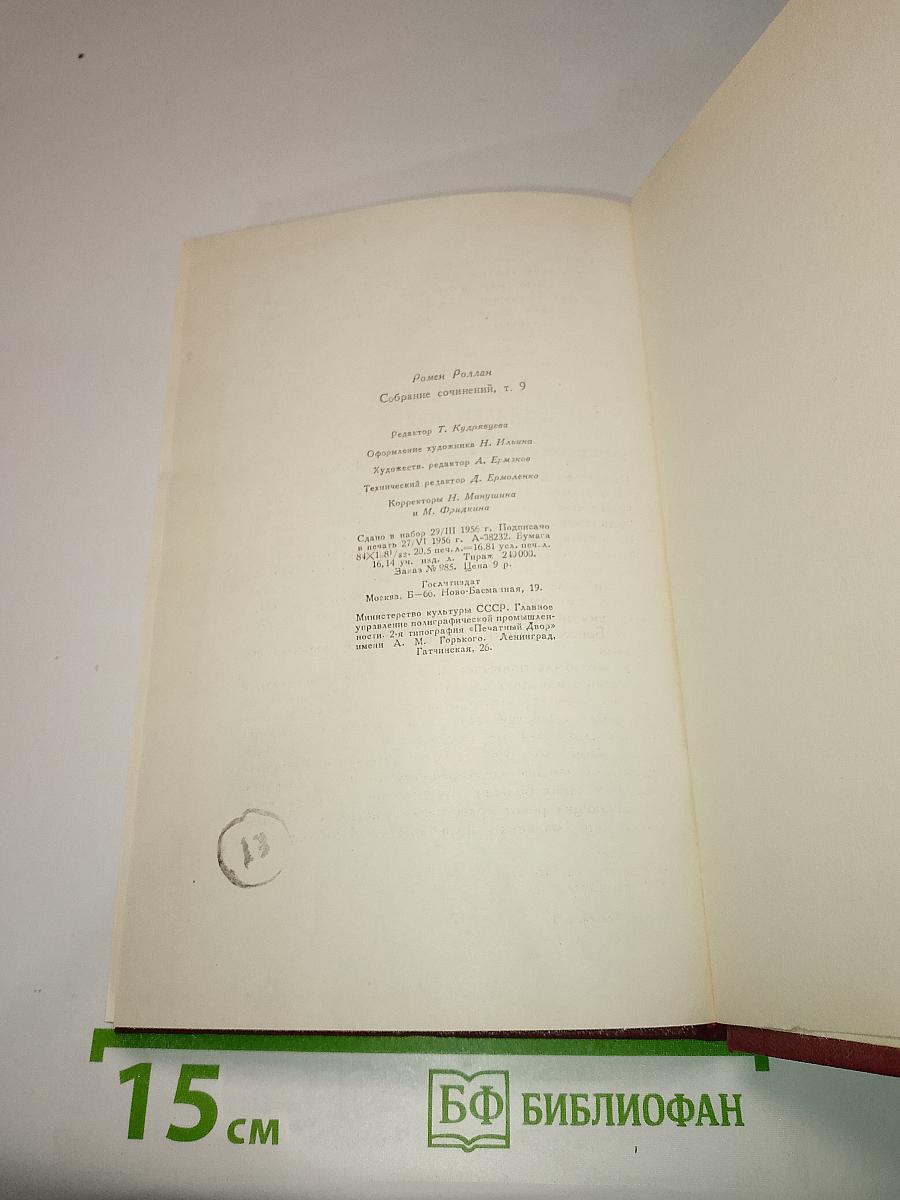 Ромен Роллан
Собрание сочинений, т. 9
Редактор Т. Кудрявцева
Оформление художника Н. Ильина
Художеств. редактор А. Ермаков
Технический редактор Д. Ермоленко
Корректоры Н. Манушина
и М. Фридкина
Сдано в набор 29/III 1956 г. Подписано
в печать 27/VI 1956 г. А-08232. Бумага
84×108¹/₃₂. 20,5 печ. л.=16,81 усл. печ. л.
16,14 уч. изд. л. Тираж 240000.
Заказ № 985. Цена 9 р.
Гослитиздат
Москва, Б—66, Ново-Басманная, 19.
Министерство культуры СССР. Главное
управление полиграфической промышлен-
ности. 2-я типография «Печатный Двор»
имени А. М. Горького. Ленинград,
Гатчинская, 26.
13
15 см
БФ БИБЛИОФАН